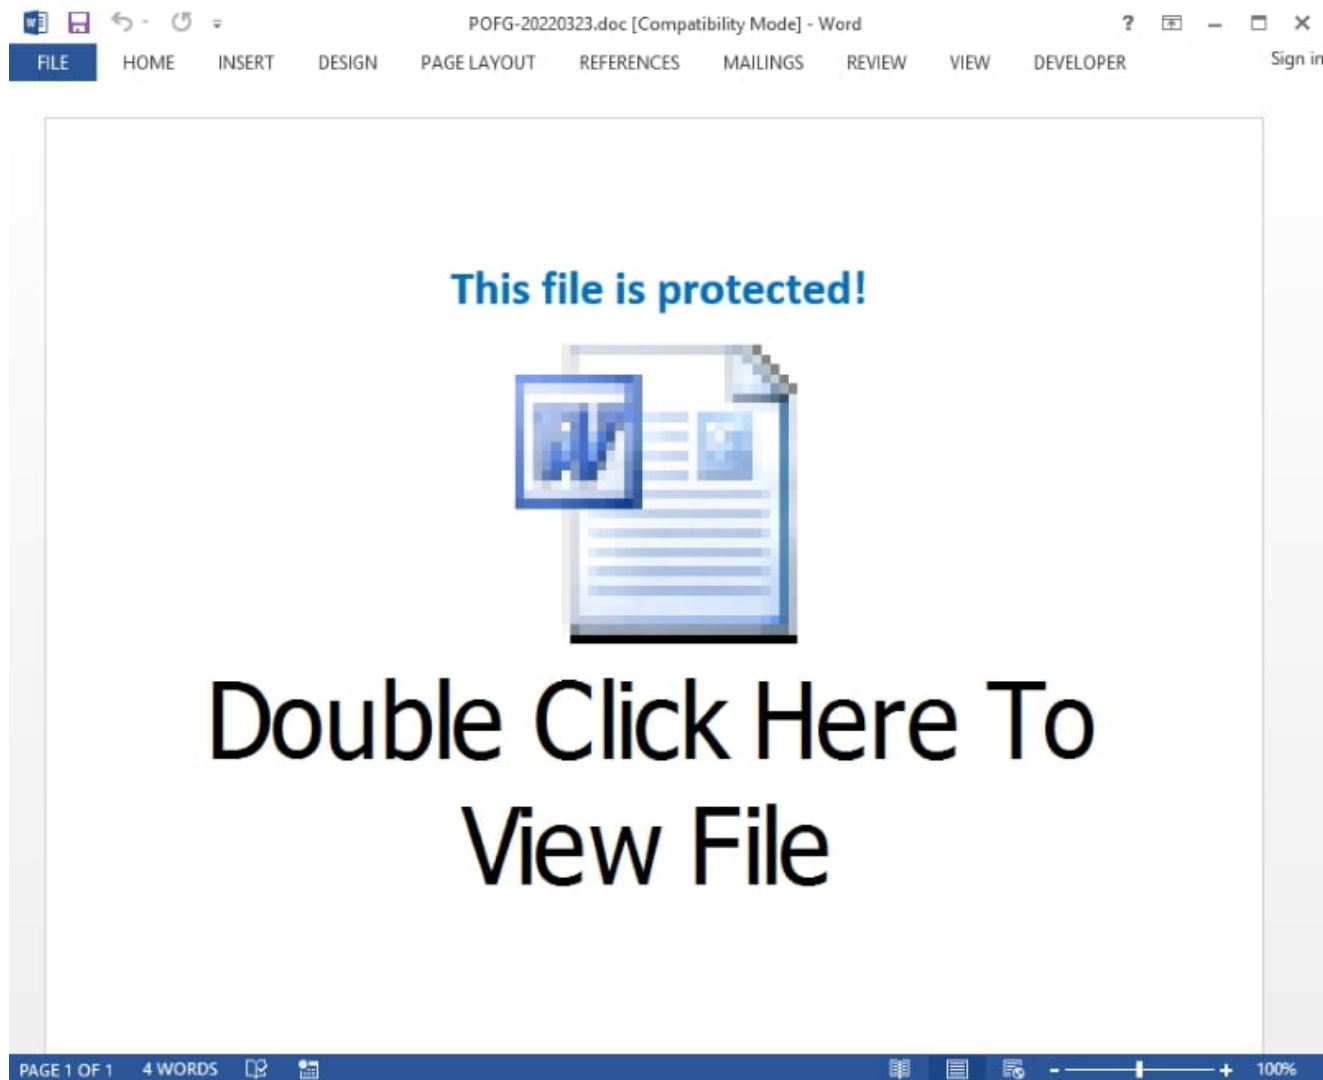 POFG-20220323.doc [Compatibility Mode] - Word
FILE HOME INSERT DESIGN PAGE LAYOUT REFERENCES MAILINGS REVIEW VIEW DEVELOPER Sign in
This file is protected!
Double Click Here To
View File
PAGE 1 OF 1 4 WORDS 100%